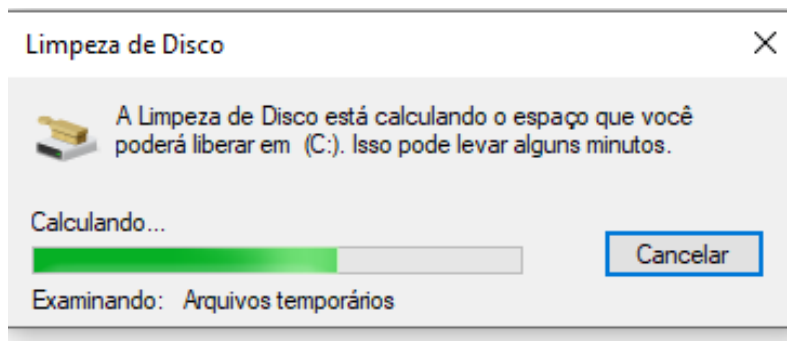 Limpeza de Disco
A Limpeza de Disco está calculando o espaço que você
poderá liberar em  (C:). Isso pode levar alguns minutos.
Calculando...
Cancelar
Examinando:   Arquivos temporários